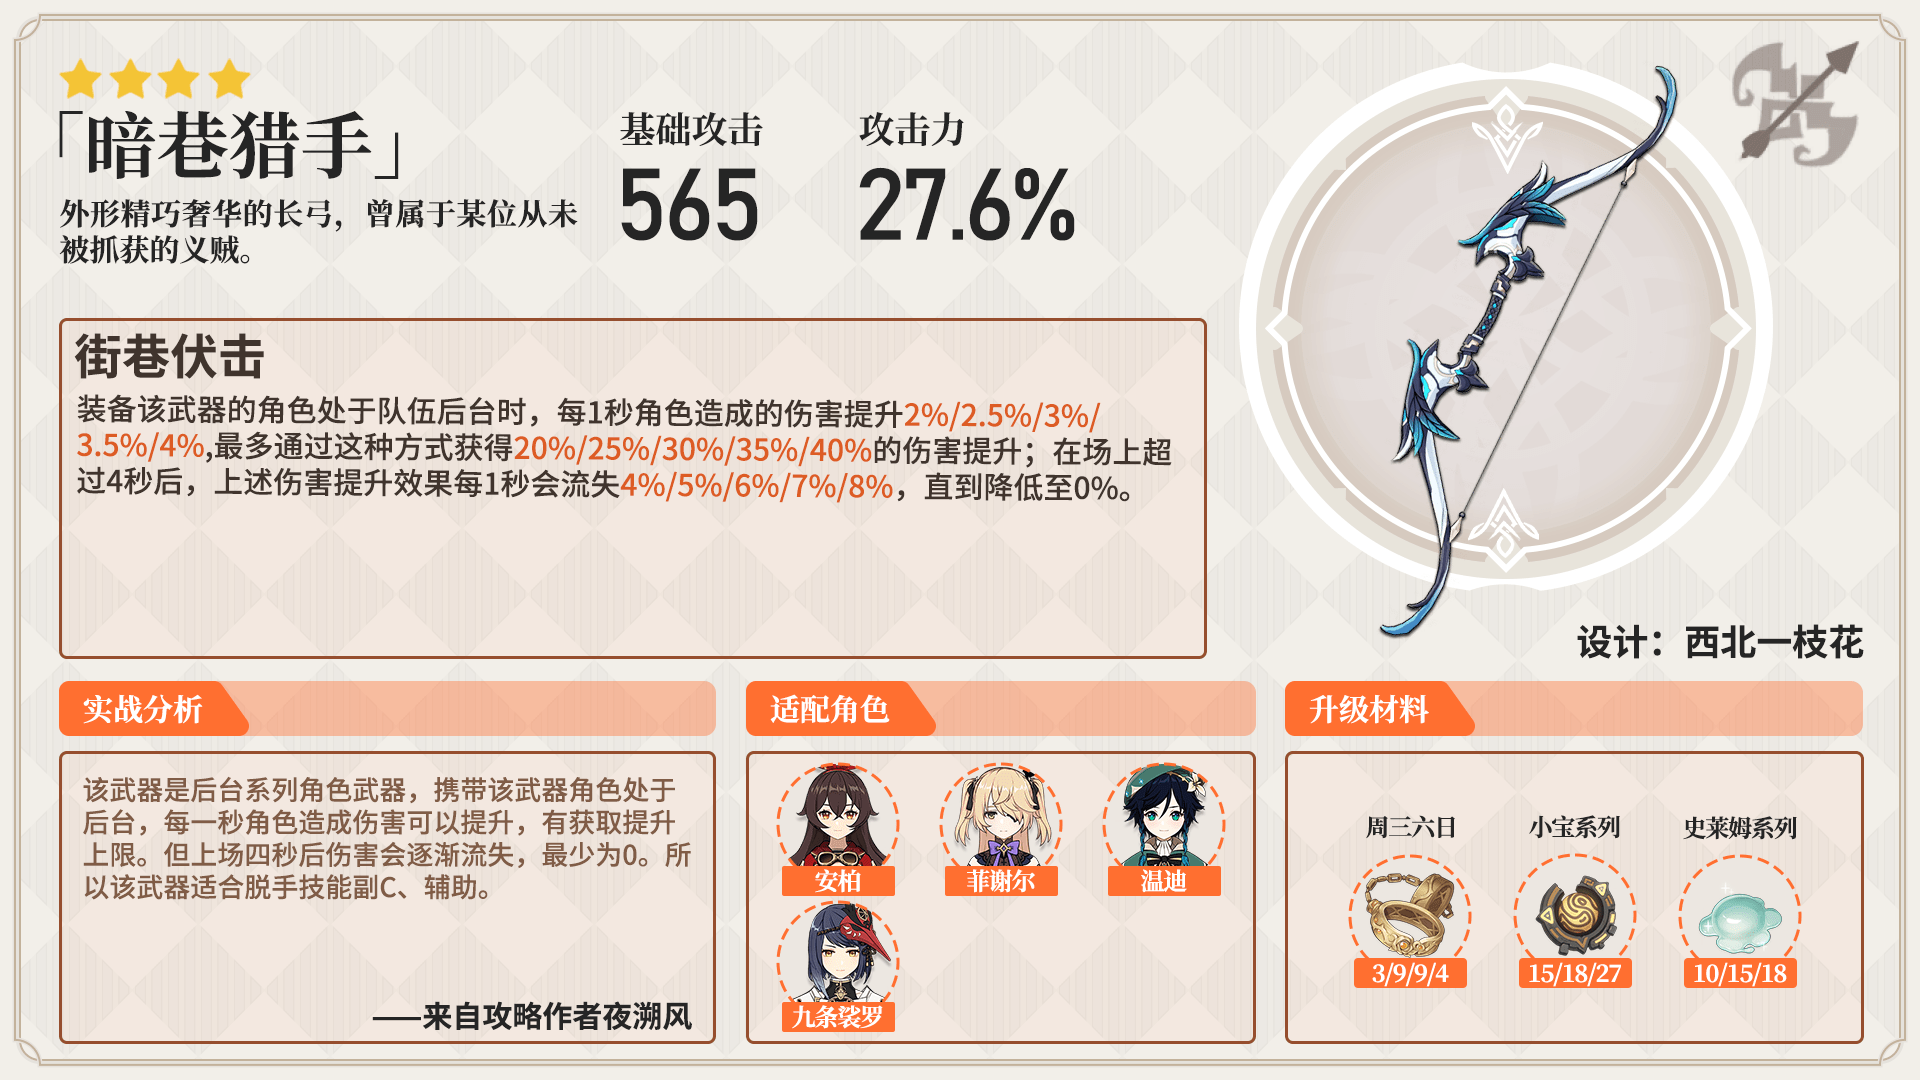 「暗巷猎手」
外形精巧奢华的长弓，曾属于某位从未
被抓获的义贼。
基础攻击
565
攻击力
27.6%
街巷伏击
装备该武器的角色处于队伍后台时，每1秒角色造成的伤害提升2%/2.5%/3%/
3.5%/4%,最多通过这种方式获得20%/25%/30%/35%/40%的伤害提升；在场上超
过4秒后，上述伤害提升效果每1秒会流失4%/5%/6%/7%/8%，直到降低至0%。
设计：西北一枝花
实战分析
该武器是后台系列角色武器，携带该武器角色处于
后台，每一秒角色造成伤害可以提升，有获取提升
上限。但上场四秒后伤害会逐渐流失，最少为0。所
以该武器适合脱手技能副C、辅助。
——来自攻略作者夜溯风
适配角色
安柏
菲谢尔
温迪
九条裟罗
升级材料
周三六日
小宝系列
史莱姆系列
3/9/9/4
15/18/27
10/15/18